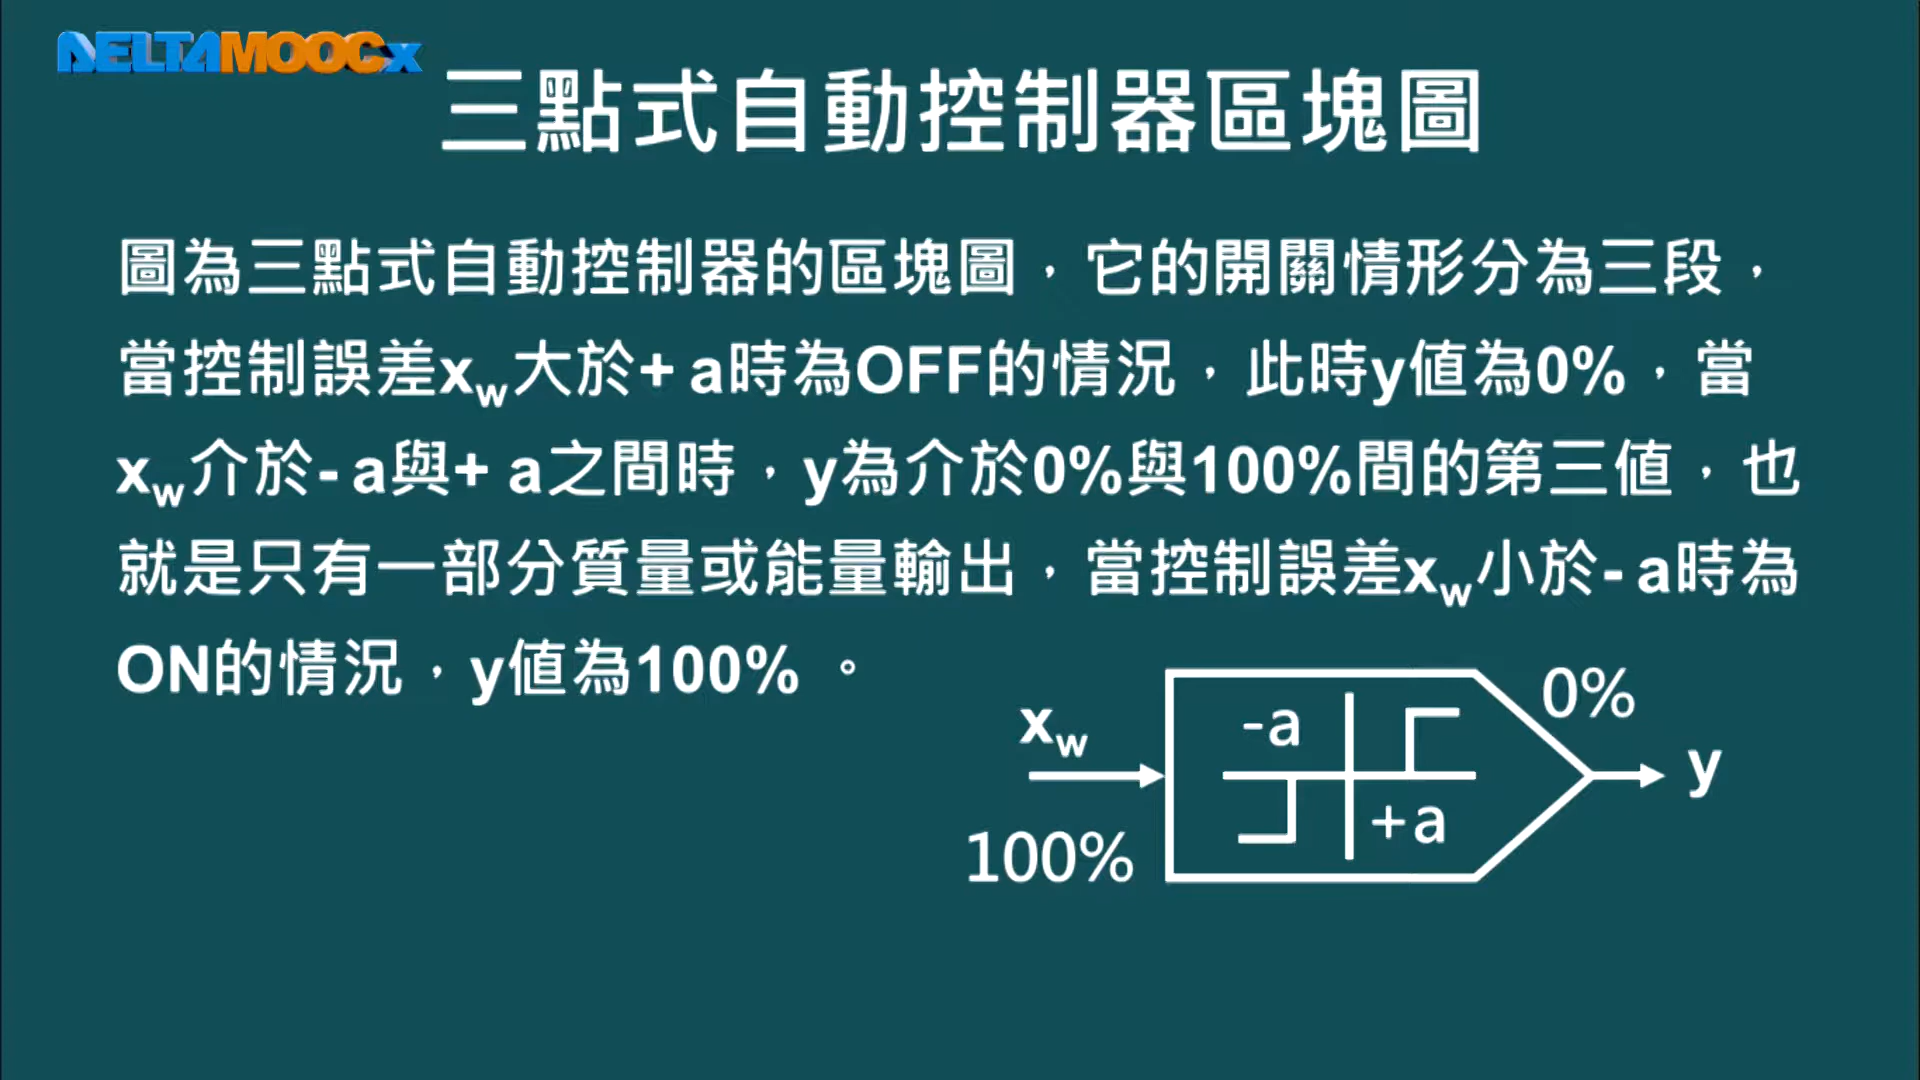 DELTAMOOCx
三點式自動控制器區塊圖
圖為三點式自動控制器的區塊圖，它的開關情形分為三段，
當控制誤差xw大於+ a時為OFF的情況，此時y值為0%，當
xw介於- a與+ a之間時，y為介於0%與100%間的第三值，也
就是只有一部分質量或能量輸出，當控制誤差xw小於- a時為
ON的情況，y值為100% 。
xw
100%
-a
+a
0%
y